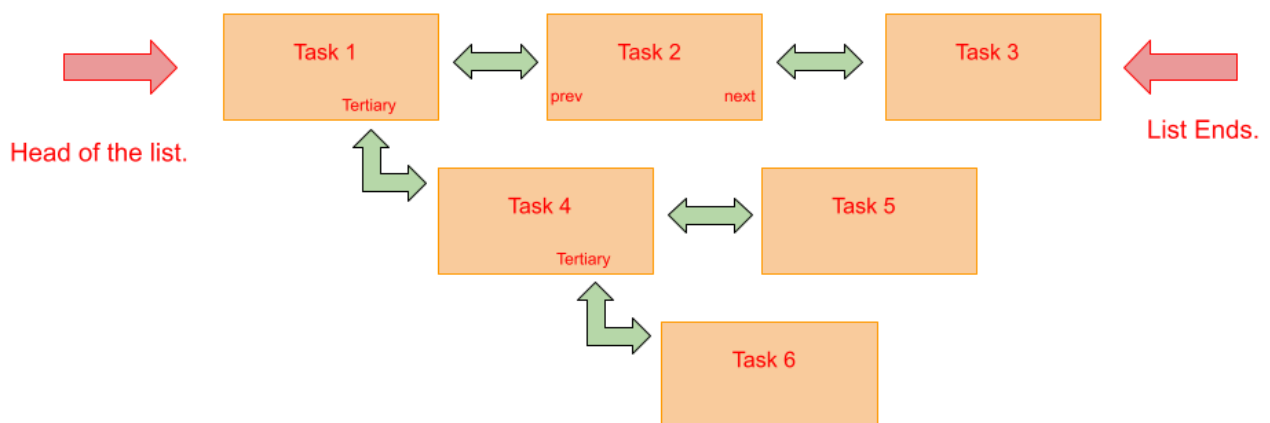 Task 1
Task 2
Task 3
Tertiary
prev
next
Head of the list.
List Ends.
Task 4
Task 5
Tertiary
Task 6